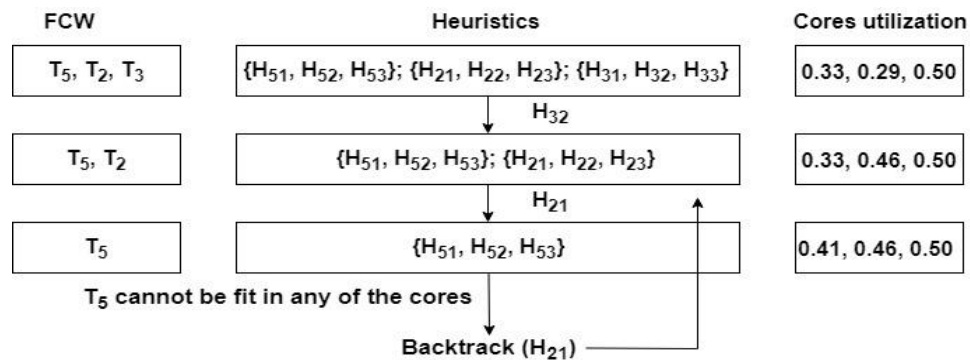 FCW Heuristics Cores utilization
T₅, T₂, T₃ {H₅₁, H₅₂, H₅₃}; {H₂₁, H₂₂, H₂₃}; {H₃₁, H₃₂, H₃₃} 0.33, 0.29, 0.50
H₃₂
T₅, T₂ {H₅₁, H₅₂, H₅₃}; {H₂₁, H₂₂, H₂₃} 0.33, 0.46, 0.50
H₂₁
T₅ {H₅₁, H₅₂, H₅₃} 0.41, 0.46, 0.50
T₅ cannot be fit in any of the cores
Backtrack (H₂₁)